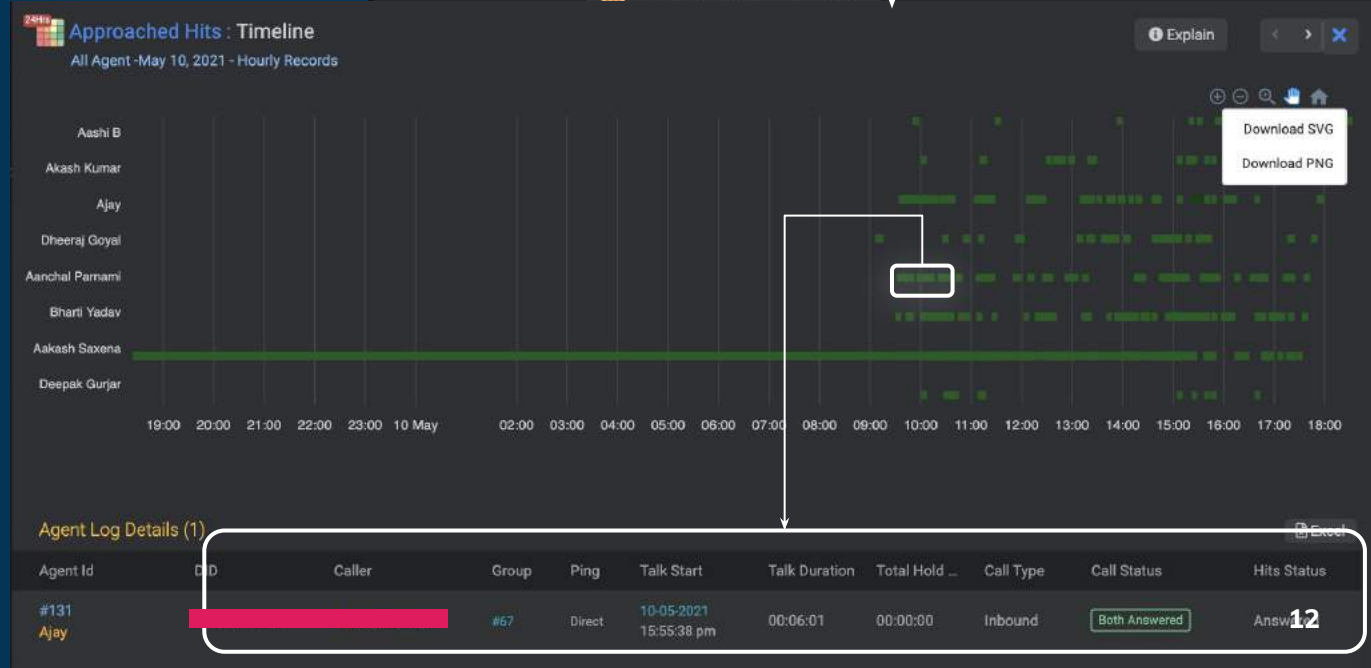 24Hrs
Approached Hits : Timeline
Explain
All Agent -May 10, 2021 - Hourly Records
Download SVG
Download PNG
Aashi B
Akash Kumar
Ajay
Dheeraj Goyal
Aanchal Parnami
Bharti Yadav
Aakash Saxena
Deepak Gurjar
19:00 20:00 21:00 22:00 23:00 10 May 02:00 03:00 04:00 05:00 06:00 07:00 08:00 09:00 10:00 11:00 12:00 13:00 14:00 15:00 16:00 17:00 18:00
Agent Log Details (1)
Excel
Agent Id DID Caller Group Ping Talk Start Talk Duration Total Hold ... Call Type Call Status Hits Status
#131 #67 Direct 10-05-2021 00:06:01 00:00:00 Inbound Both Answered Answered
Ajay 15:55:38 pm
12